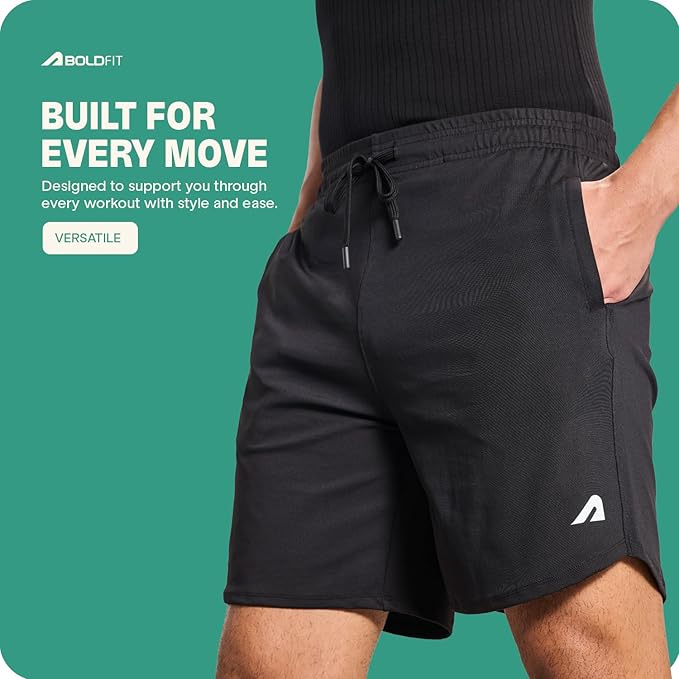 BOLDFIT
BUILT FOR
EVERY MOVE
Designed to support you through
every workout with style and ease.
VERSATILE